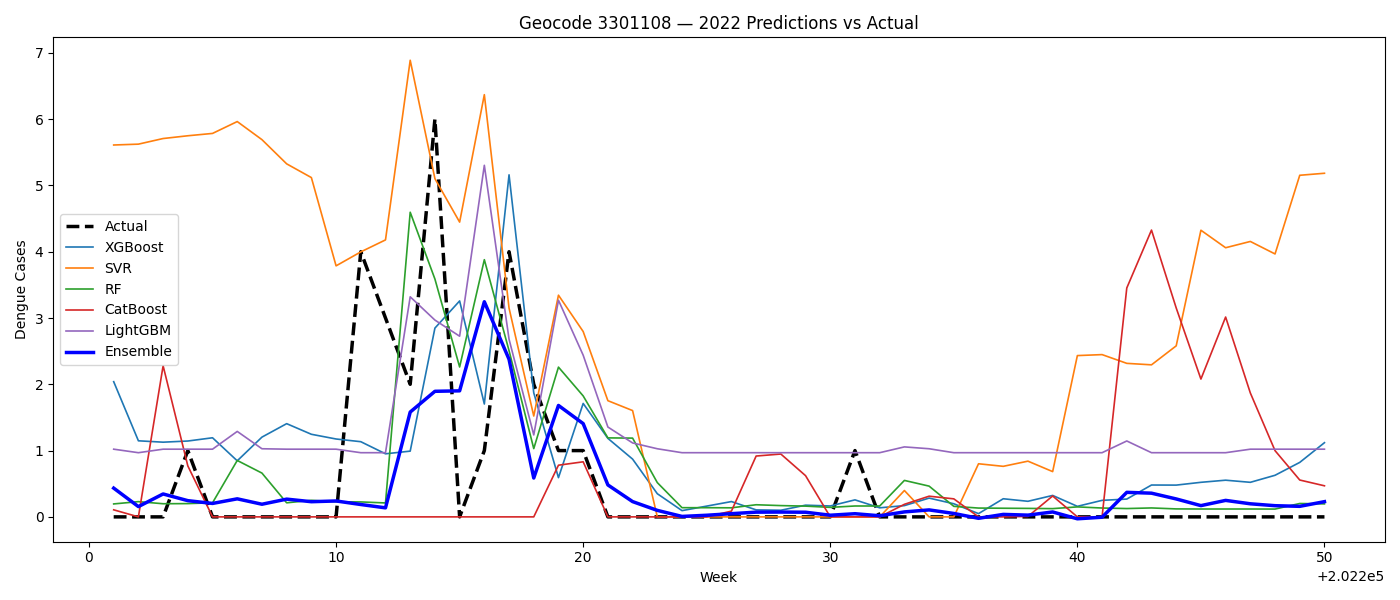 Geocode 3301108 — 2022 Predictions vs Actual
Dengue Cases
7
6
5
4
3
2
1
0
Actual
XGBoost
SVR
RF
CatBoost
LightGBM
Ensemble
0 10 20 30 40 50
Week
+2.022e5